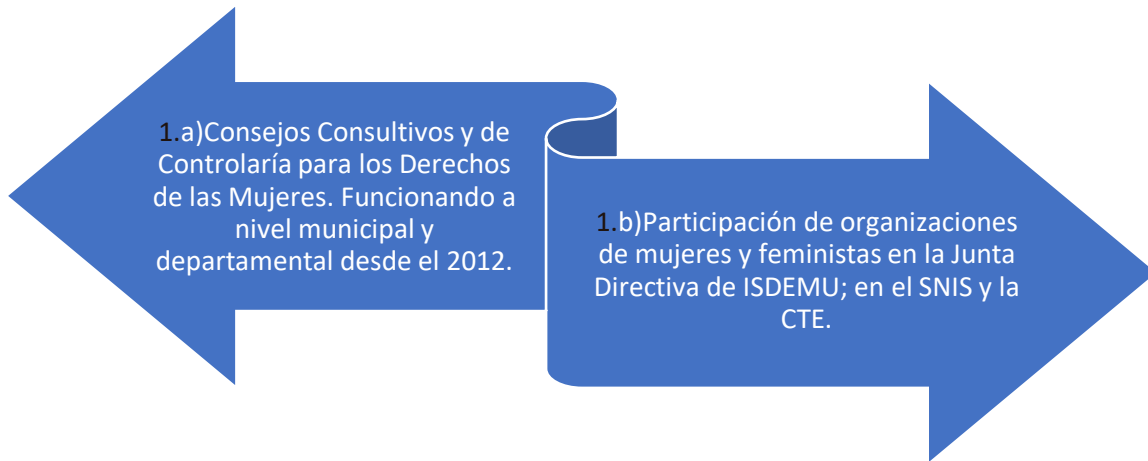 1.a)Consejos Consultivos y de
Controlaría para los Derechos
de las Mujeres. Funcionando a
nivel municipal y
departamental desde el 2012.
1.b)Participación de organizaciones
de mujeres y feministas en la Junta
Directiva de ISDEMU; en el SNIS y la
CTE.